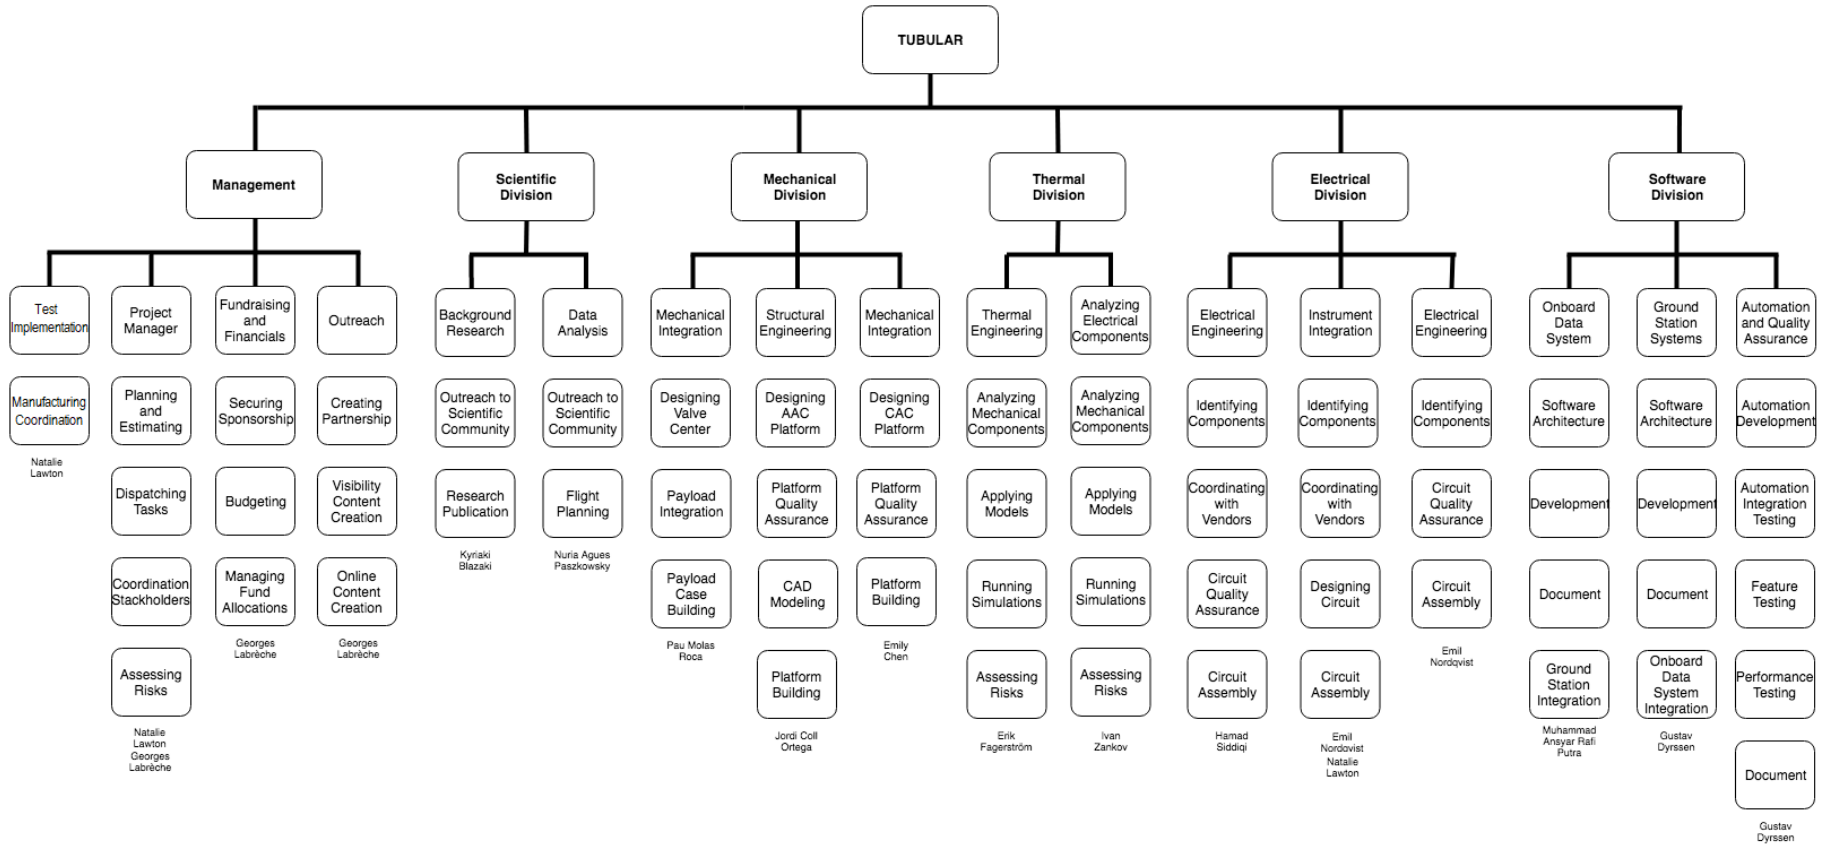 TUBULAR
Management
Scientific
Division
Mechanical
Division
Thermal
Division
Electrical
Division
Software
Division
Test
Implementation
Manufacturing
Coordination
Natalie
Lawton
Project
Manager
Planning
and
Estimating
Dispatching
Tasks
Coordination
Stackholders
Assessing
Risks
Natalie
Lawton
Georges
Labrèche
Fundraising
and
Financials
Securing
Sponsorship
Budgeting
Managing
Fund
Allocations
Georges
Labrèche
Outreach
Creating
Partnership
Visibility
Content
Creation
Online
Content
Creation
Georges
Labrèche
Background
Research
Outreach to
Scientific
Community
Research
Publication
Kyriaki
Blazaki
Data
Analysis
Outreach to
Scientific
Community
Flight
Planning
Nuria Agues
Paszkowsky
Mechanical
Integration
Designing
Valve
Center
Payload
Integration
Payload
Case
Building
Pau Molas
Roca
Structural
Engineering
Designing
AAC
Platform
Platform
Quality
Assurance
CAD
Modeling
Platform
Building
Jordi Coll
Ortega
Mechanical
Integration
Designing
CAC
Platform
Platform
Quality
Assurance
Platform
Building
Emily
Chen
Thermal
Engineering
Analyzing
Mechanical
Components
Applying
Models
Running
Simulations
Assessing
Risks
Erik
Fagerström
Analyzing
Electrical
Components
Analyzing
Mechanical
Components
Applying
Models
Running
Simulations
Assessing
Risks
Ivan
Zankov
Electrical
Engineering
Identifying
Components
Coordinating
with
Vendors
Circuit
Quality
Assurance
Circuit
Assembly
Hamad
Siddiqi
Instrument
Integration
Identifying
Components
Coordinating
with
Vendors
Designing
Circuit
Circuit
Assembly
Emil
Nordqvist
Natalie
Lawton
Electrical
Engineering
Identifying
Components
Circuit
Quality
Assurance
Circuit
Assembly
Emil
Nordqvist
Onboard
Data
System
Software
Architecture
Development
Document
Ground
Station
Integration
Muhammad
Ansyar Rafi
Putra
Ground
Station
Systems
Software
Architecture
Development
Document
Onboard
Data
System
Integration
Gustav
Dyrssen
Automation
and Quality
Assurance
Automation
Development
Automation
Integration
Testing
Feature
Testing
Performance
Testing
Document
Gustav
Dyrssen